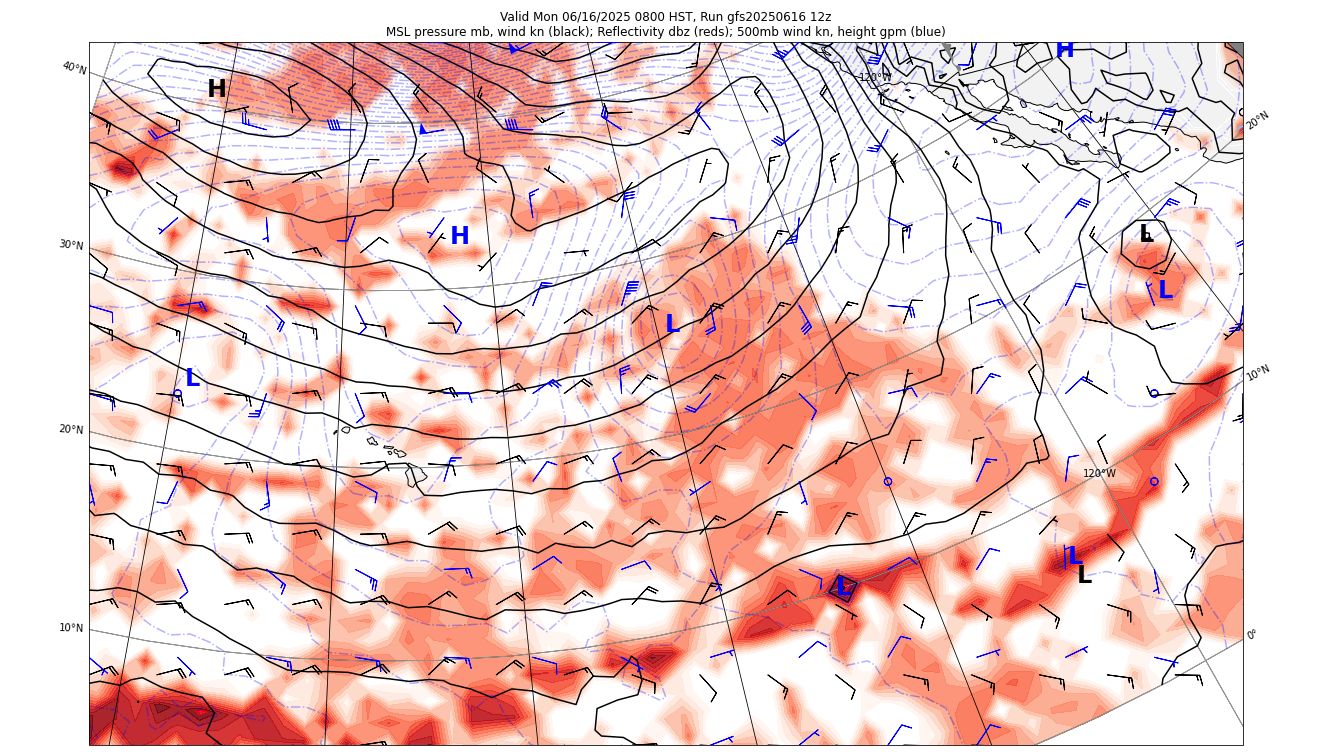 Valid Mon 06/16/2025 0800 HST, Run gfs20250616 12z
MSL pressure mb, wind kn (black); Reflectivity dbz (reds); 500mb wind kn, height gpm (blue)
H
40°N
120°W
H
20°N
30°N
H
L
L
L
L
10°N
20°N
120°W
L
L
L
10°N
0°